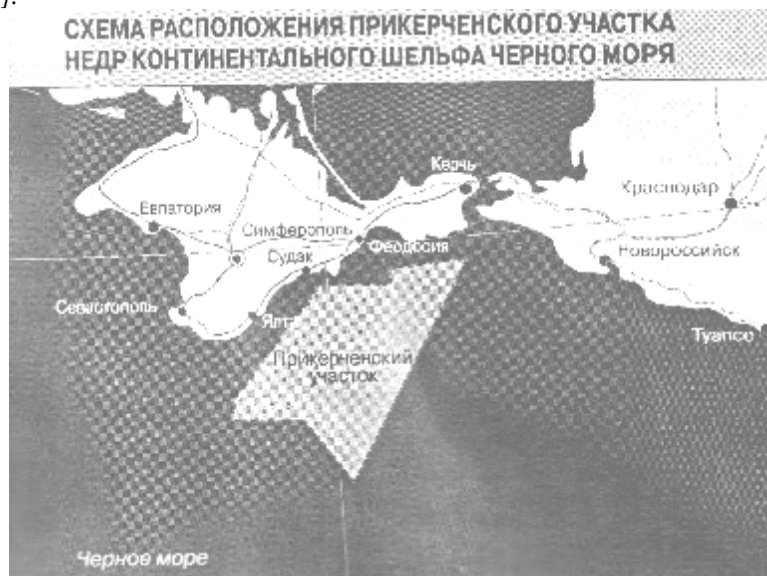 ].
СХЕМА РАСПОЛОЖЕНИЯ ПРИКЕРЧЕНСКОГО УЧАСТКА
НЕДР КОНТИНЕНТАЛЬНОГО ШЕЛЬФА ЧЕРНОГО МОРЯ
Керчь
Краснодар
Евпатория
Симферополь
Феодосия
Судак
Новороссийск
Севастополь
Ялта
Туапсе
Прикерченский
участок
Черное море